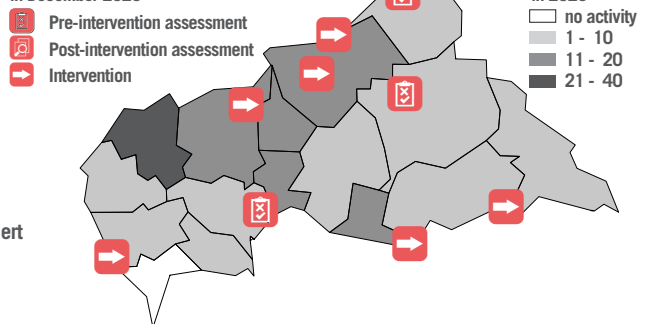 Pre-intervention assessment
Post-intervention assessment
Intervention
no activity
1 - 10
11 - 20
21 - 40
ert